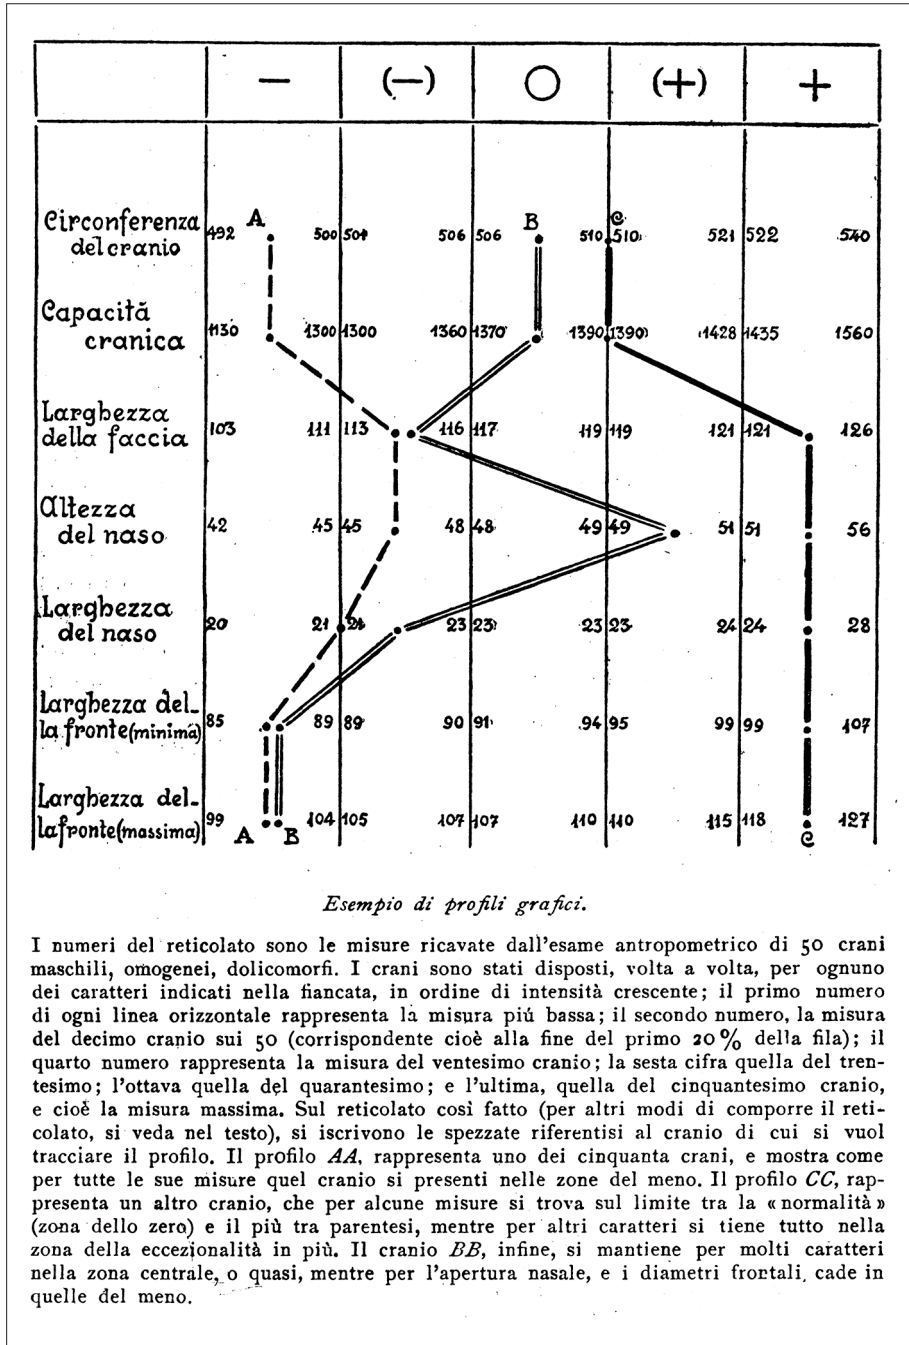 − (−) ○ (+) +
A B C
Circonferenza
del cranio
492 500 501 506 506 510 510 521 522 540
Capacità
cranica
1130 1300 1300 1360 1370 1390 1390 1428 1435 1560
Larghezza
della faccia
103 111 113 116 117 119 119 121 121 126
Altezza
del naso
42 45 45 48 48 49 49 51 51 56
Larghezza
del naso
20 21 21 23 23 23 23 24 24 28
Larghezza del-
la fronte (minima)
85 89 89 90 91 94 95 99 99 107
Larghezza del-
la fronte (massima)
99 104 105 107 107 110 110 115 118 127
A B C
Esempio di profili grafici.
I numeri del reticolato sono le misure ricavate dall'esame antropometrico di 50 crani
maschili, omogenei, dolicomorfi. I crani sono stati disposti, volta a volta, per ognuno
dei caratteri indicati nella fiancata, in ordine di intensità crescente; il primo numero
di ogni linea orizzontale rappresenta la misura più bassa; il secondo numero, la misura
del decimo cranio sui 50 (corrispondente cioè alla fine del primo 20 % della fila); il
quarto numero rappresenta la misura del ventesimo cranio; la sesta cifra quella del tren-
tesimo; l'ottava quella del quarantesimo; e l'ultima, quella del cinquantesimo cranio,
e cioè la misura massima. Sul reticolato così fatto (per altri modi di comporre il reti-
colato, si veda nel testo), si iscrivono le spezzate riferentisi al cranio di cui si vuol
tracciare il profilo. Il profilo AA, rappresenta uno dei cinquanta crani, e mostra come
per tutte le sue misure quel cranio si presenti nelle zone del meno. Il profilo CC, rap-
presenta un altro cranio, che per alcune misure si trova sul limite tra la « normalità »
(zona dello zero) e il più tra parentesi, mentre per altri caratteri si tiene tutto nella
zona della eccezionalità in più. Il cranio BB, infine, si mantiene per molti caratteri
nella zona centrale, o quasi, mentre per l'apertura nasale, e i diametri frontali, cade in
quelle del meno.